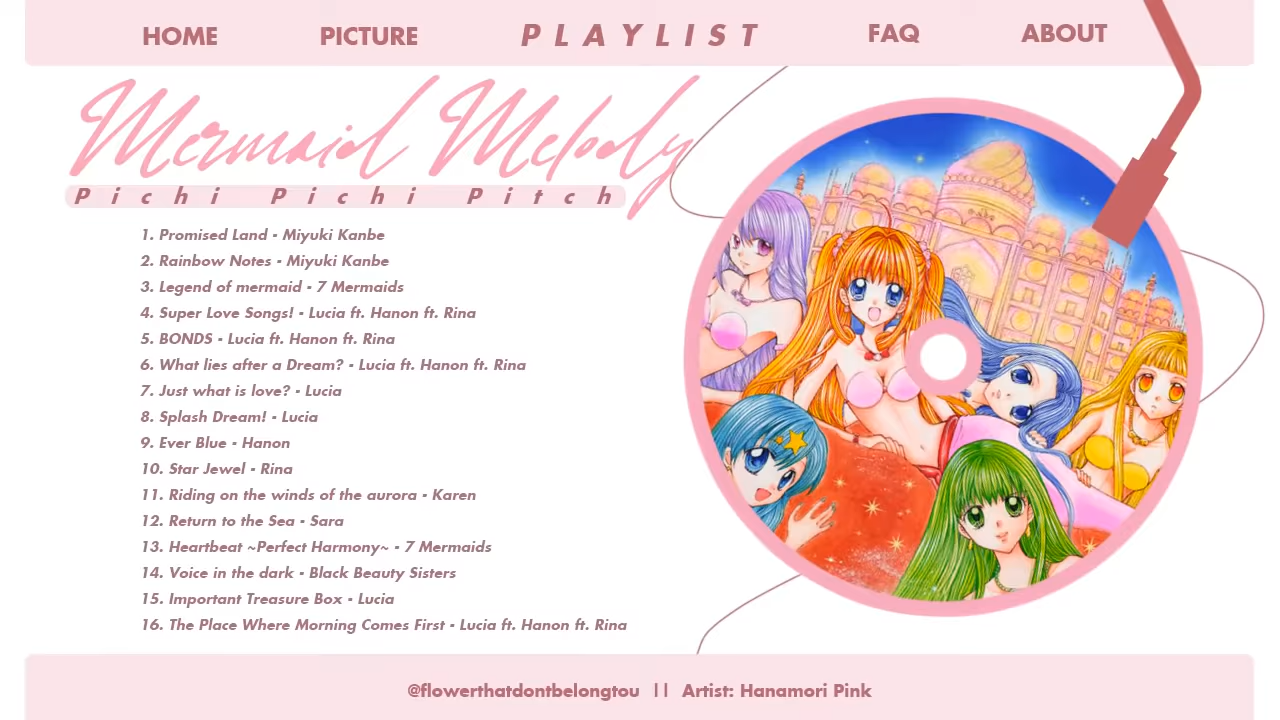 HOME PICTURE PLAYLIST FAQ ABOUT
Mermaid Melody
Pichi Pichi Pitch
1. Promised Land - Miyuki Kanbe
2. Rainbow Notes - Miyuki Kanbe
3. Legend of mermaid - 7 Mermaids
4. Super Love Songs! - Lucia ft. Hanon ft. Rina
5. BONDS - Lucia ft. Hanon ft. Rina
6. What lies after a Dream? - Lucia ft. Hanon ft. Rina
7. Just what is love? - Lucia
8. Splash Dream! - Lucia
9. Ever Blue - Hanon
10. Star Jewel - Rina
11. Riding on the winds of the aurora - Karen
12. Return to the Sea - Sara
13. Heartbeat ~Perfect Harmony~ - 7 Mermaids
14. Voice in the dark - Black Beauty Sisters
15. Important Treasure Box - Lucia
16. The Place Where Morning Comes First - Lucia ft. Hanon ft. Rina
@flowerthatdontbelongtou || Artist: Hanamori Pink